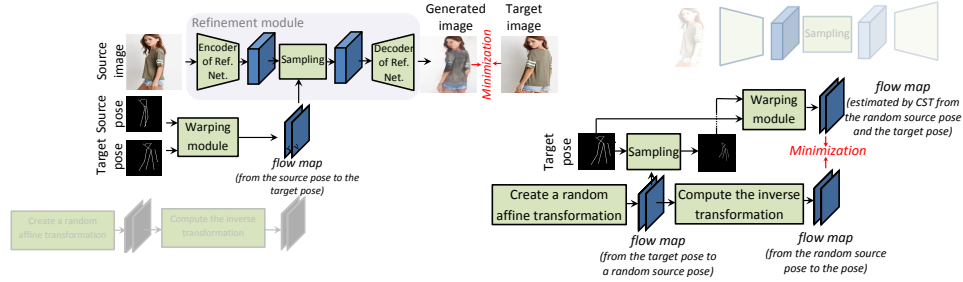 Refinement module
Generated
image
Target
image
Source
image
Encoder
of Ref.
Net.
Sampling
Decoder
of Ref.
Net.
Minimization
Source
pose
Target
pose
Warping
module
flow map
(from the source pose to the
target pose)
Create a random
affine transformation
Compute the inverse
transformation
Sampling
Target
pose
Sampling
Warping
module
flow map
(estimated by CST from
the random source pose
and the target pose)
Minimization
Create a random
affine transformation
Compute the inverse
transformation
flow map
(from the target pose to
a random source pose)
flow map
(from the random source
pose to the pose)